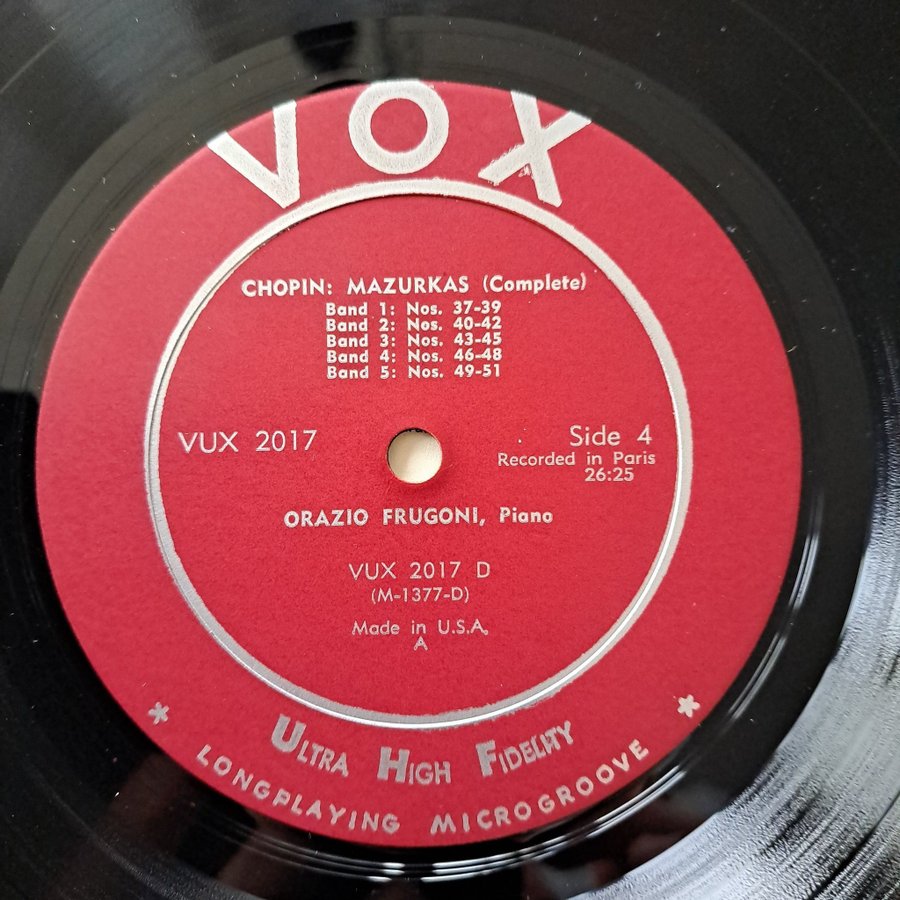 VOX
CHOPIN: MAZURKAS (Complete)
Band 1: Nos. 37-39
Band 2: Nos. 40-42
Band 3: Nos. 43-45
Band 4: Nos. 46-48
Band 5: Nos. 49-51
VUX 2017
Side 4
Recorded in Paris
26:25
ORAZIO FRUGONI, Piano
VUX 2017 D
(M-1377-D)
Made in U.S.A.
A
ULTRA HIGH FIDELITY
* LONGPLAYING MICROGROOVE *